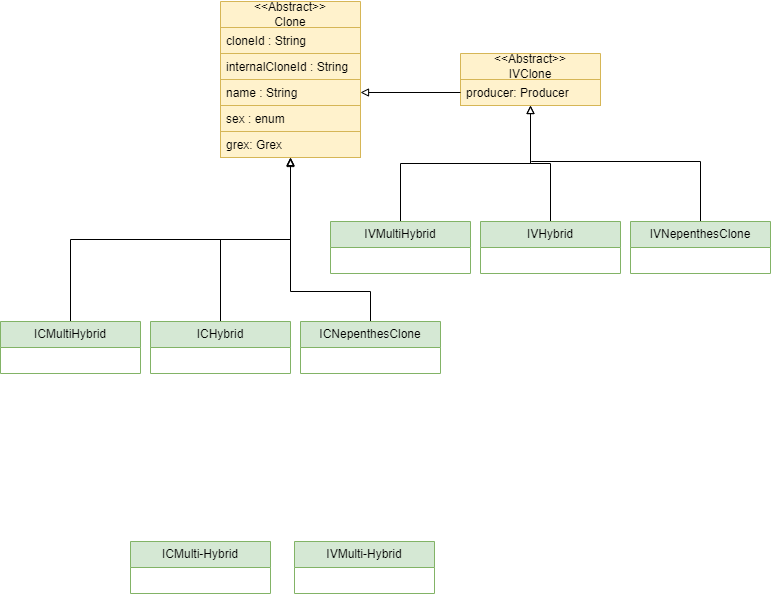 <<Abstract>>
Clone
cloneId : String
internalCloneId : String
name : String
sex : enum
grex: Grex
<<Abstract>>
IVClone
producer: Producer
IVMultiHybrid
IVHybrid
IVNepenthesClone
ICMultiHybrid
ICHybrid
ICNepenthesClone
ICMulti-Hybrid
IVMulti-Hybrid